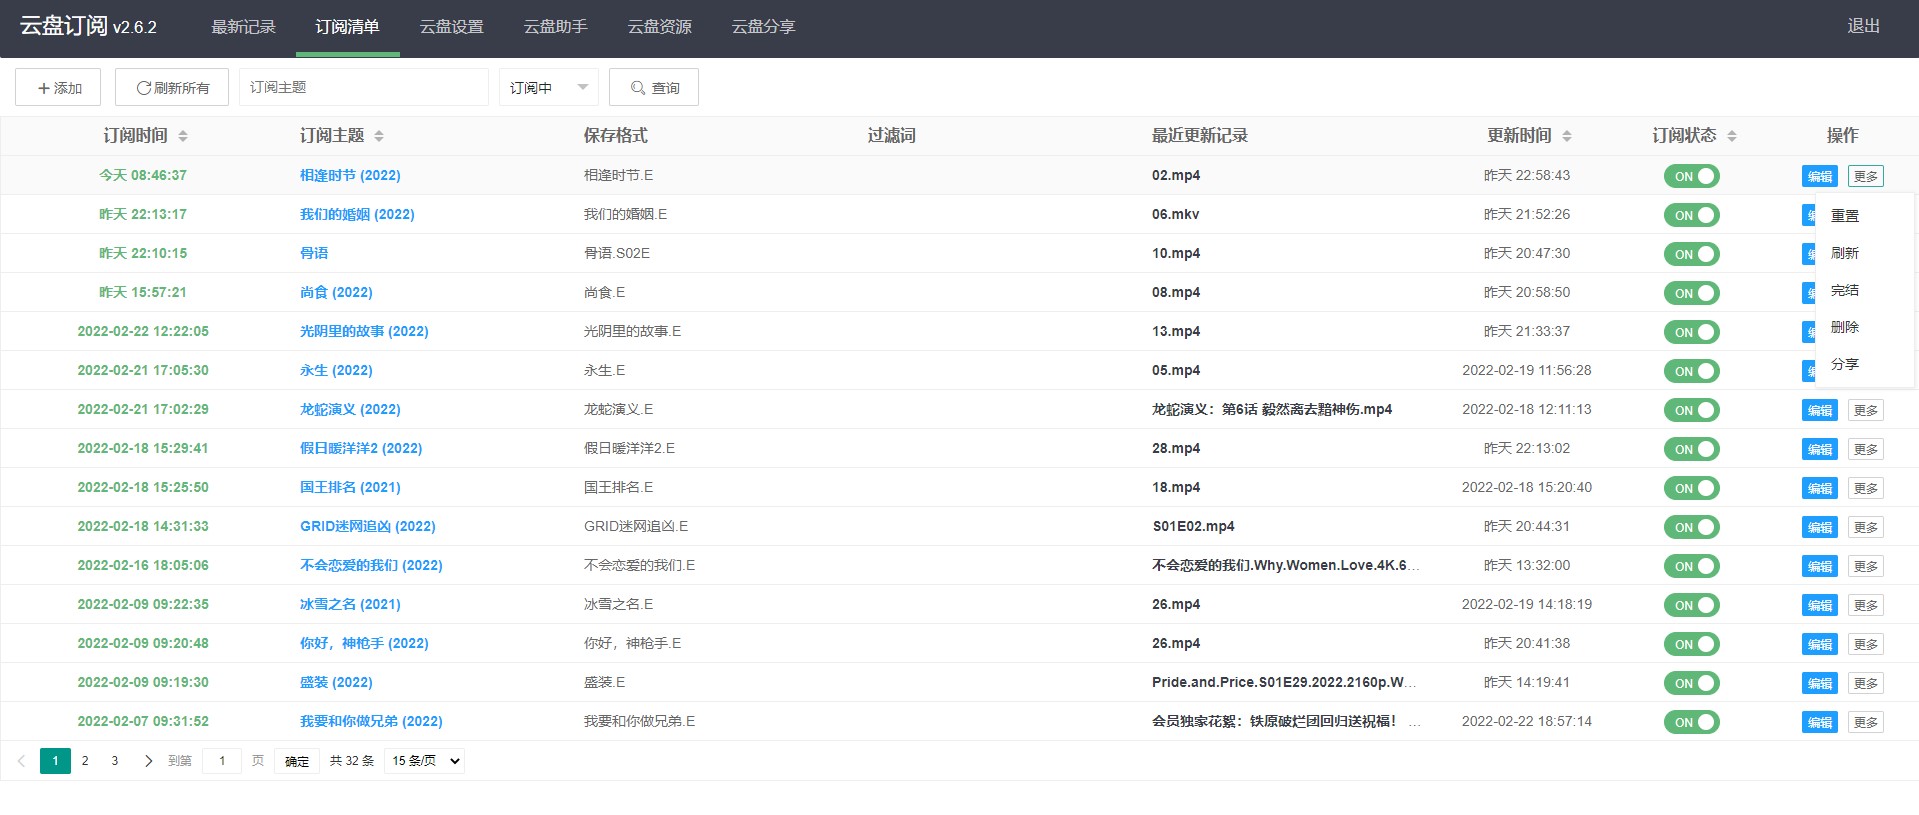 云盘订阅 v2.6.2 最新记录 订阅清单 云盘设置 云盘助手 云盘资源 云盘分享 退出
添加 刷新所有 订阅主题 订阅中 查询
订阅时间 订阅主题 保存格式 过滤词 最近更新记录 更新时间 订阅状态 操作
今天 08:46:37 相逢时节 (2022) 相逢时节.E 02.mp4 昨天 22:58:43 ON 编辑 更多
昨天 22:13:17 我们的婚姻 (2022) 我们的婚姻.E 06.mkv 昨天 21:52:26 ON 重置
昨天 22:10:15 骨语 骨语.S02E 10.mp4 昨天 20:47:30 ON 刷新
昨天 15:57:21 尚食 (2022) 尚食.E 08.mp4 昨天 20:58:50 ON 完结
2022-02-22 12:22:05 光阴里的故事 (2022) 光阴里的故事.E 13.mp4 昨天 21:33:37 ON 删除
2022-02-21 17:05:30 永生 (2022) 永生.E 05.mp4 2022-02-19 11:56:28 ON 分享
2022-02-21 17:02:29 龙蛇演义 (2022) 龙蛇演义.E 龙蛇演义：第6话 毅然离去黯神伤.mp4 2022-02-18 12:11:13 ON 编辑 更多
2022-02-18 15:29:41 假日暖洋洋2 (2022) 假日暖洋洋2.E 28.mp4 昨天 22:13:02 ON 编辑 更多
2022-02-18 15:25:50 国王排名 (2021) 国王排名.E 18.mp4 2022-02-18 15:20:40 ON 编辑 更多
2022-02-18 14:31:33 GRID迷网追凶 (2022) GRID迷网追凶.E S01E02.mp4 昨天 20:44:31 ON 编辑 更多
2022-02-16 18:05:06 不会恋爱的我们 (2022) 不会恋爱的我们.E 不会恋爱的我们.Why.Women.Love.4K.6... 昨天 13:32:00 ON 编辑 更多
2022-02-09 09:22:35 冰雪之名 (2021) 冰雪之名.E 26.mp4 2022-02-19 14:18:19 ON 编辑 更多
2022-02-09 09:20:48 你好，神枪手 (2022) 你好，神枪手.E 26.mp4 昨天 20:41:38 ON 编辑 更多
2022-02-09 09:19:30 盛装 (2022) 盛装.E Pride.and.Price.S01E29.2022.2160p.W... 昨天 14:19:41 ON 编辑 更多
2022-02-07 09:31:52 我要和你做兄弟 (2022) 我要和你做兄弟.E 会员独家花絮：铁原破烂团回归送祝福！ ... 2022-02-22 18:57:14 ON 编辑 更多
1 2 3 到第 1 页 确定 共 32 条 15 条/页